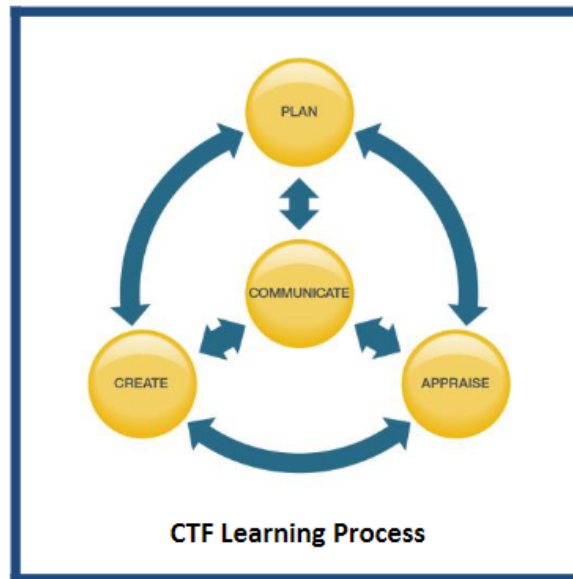 PLAN
COMMUNICATE
CREATE
APPRAISE
CTF Learning Process